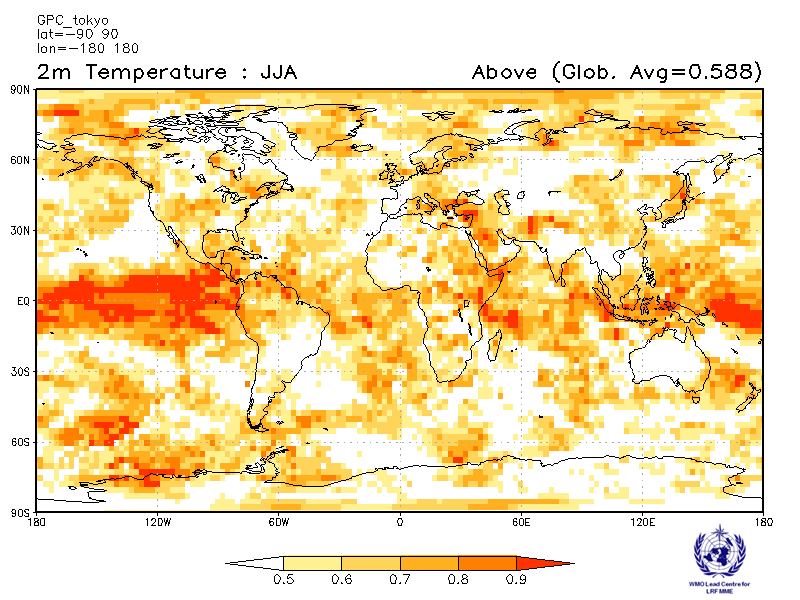 GPC_tokyo
lat=−90 90
lon=−180 180
2m Temperature : JJA
Above (Glob. Avg=0.588)
90N
60N
30N
EQ
30S
60S
90S
180 120W 60W 0 60E 120E 180
0.5 0.6 0.7 0.8 0.9
WMO Lead Centre for
LRF MME